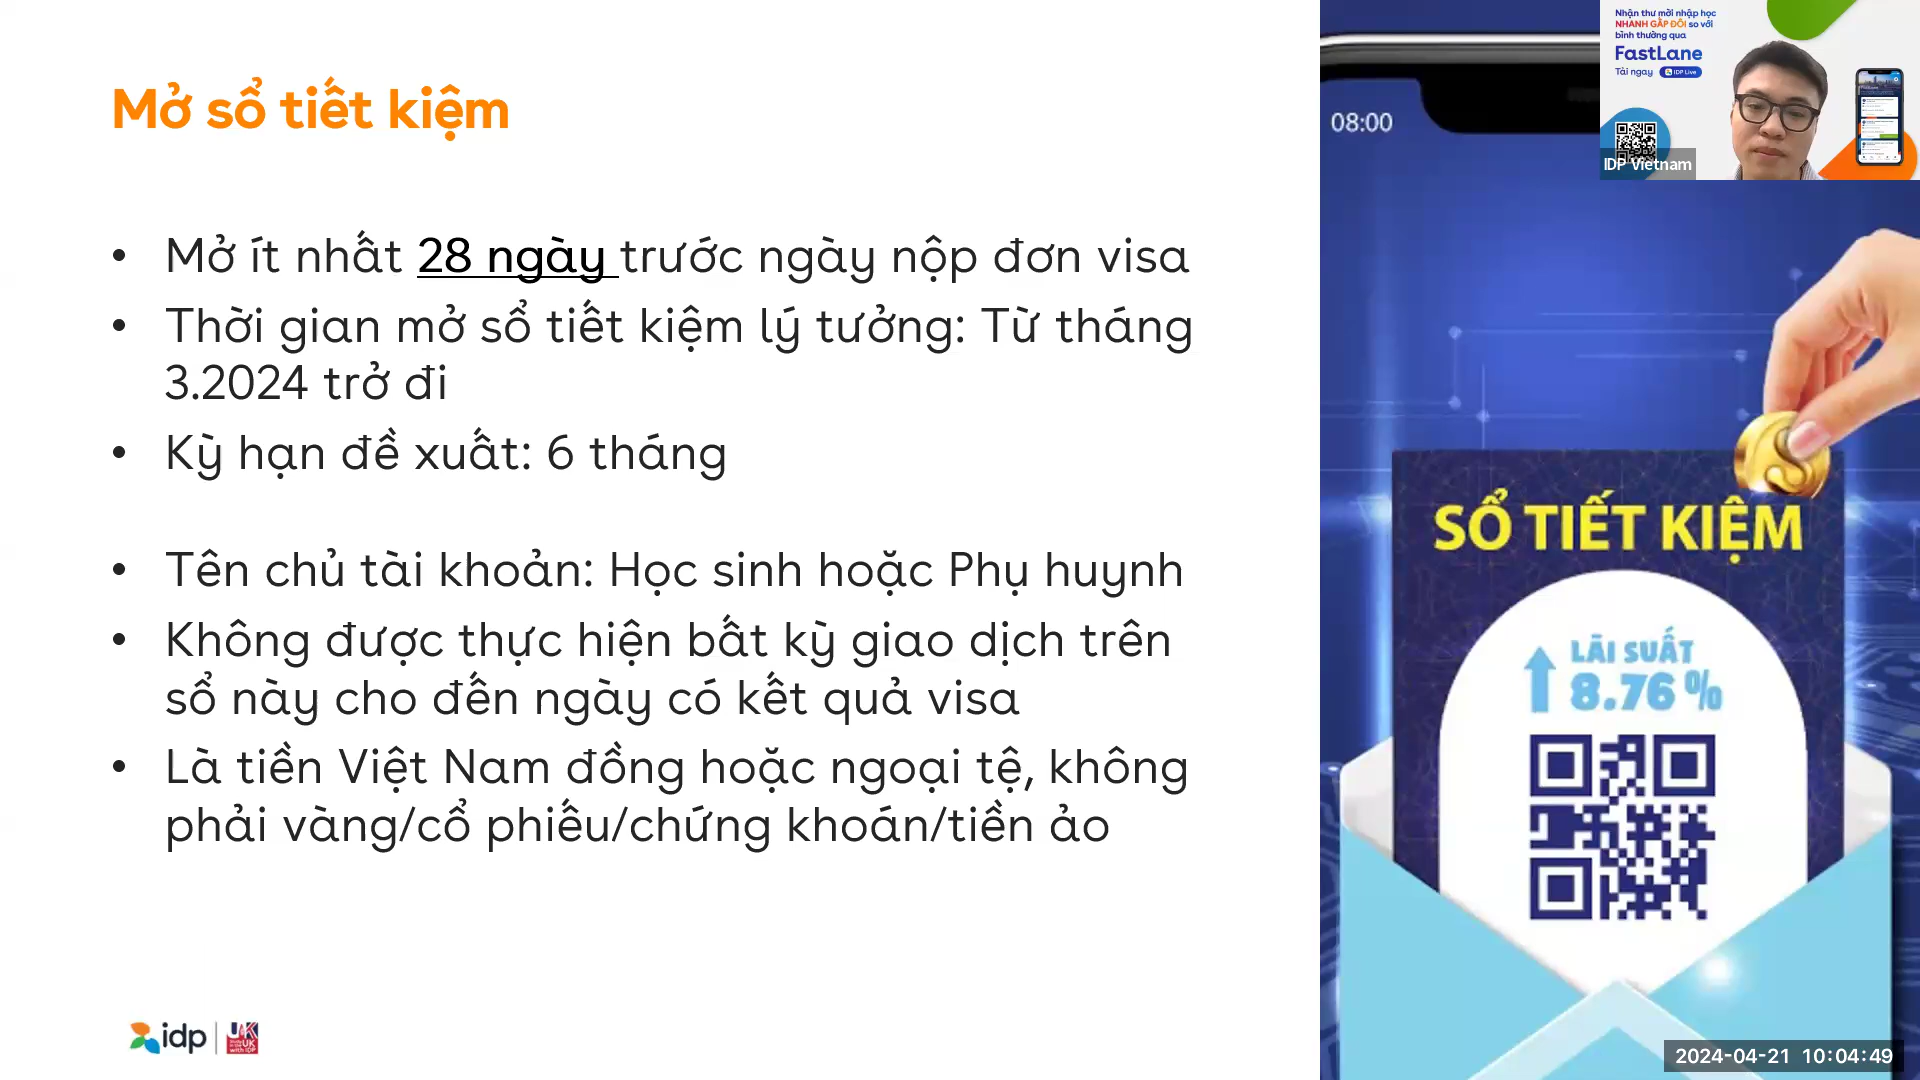 Mở sổ tiết kiệm
• Mở ít nhất 28 ngày trước ngày nộp đơn visa
• Thời gian mở sổ tiết kiệm lý tưởng: Từ tháng
3.2024 trở đi
• Kỳ hạn đề xuất: 6 tháng
• Tên chủ tài khoản: Học sinh hoặc Phụ huynh
• Không được thực hiện bất kỳ giao dịch trên
sổ này cho đến ngày có kết quả visa
• Là tiền Việt Nam đồng hoặc ngoại tệ, không
phải vàng/cổ phiếu/chứng khoán/tiền ảo
idp
UK
with IDP
08:00
Nhận thư mời nhập học
NHANH GẤP ĐÔI so với
bình thường qua
FastLane
Tải ngay IDP Live
IDP Vietnam
SỔ TIẾT KIỆM
LÃI SUẤT
8.76%
2024-04-21 10:04:49